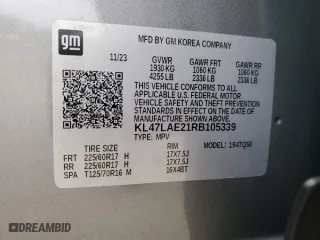 gm
MFD BY GM KOREA COMPANY
11/23
GVWR GAWR FRT GAWR RR
1930 KG 1060 KG 1060 KG
4255 LB 2336 LB 2336 LB
THIS VEHICLE CONFORMS TO ALL
APPLICABLE U.S. FEDERAL MOTOR
VEHICLE SAFETY AND THEFT PREVENTION
STANDARDS IN EFFECT ON THE DATE OF
MANUFACTURE SHOWN ABOVE.
KL47LAE21RB105339
TYPE: MPV MODEL: 194TQ56
TIRE SIZE RIM
FRT 225/60R17 H 17X7.5J
RR 225/60R17 H 17X7.5J
SPA T125/70R16 M 16X4BT